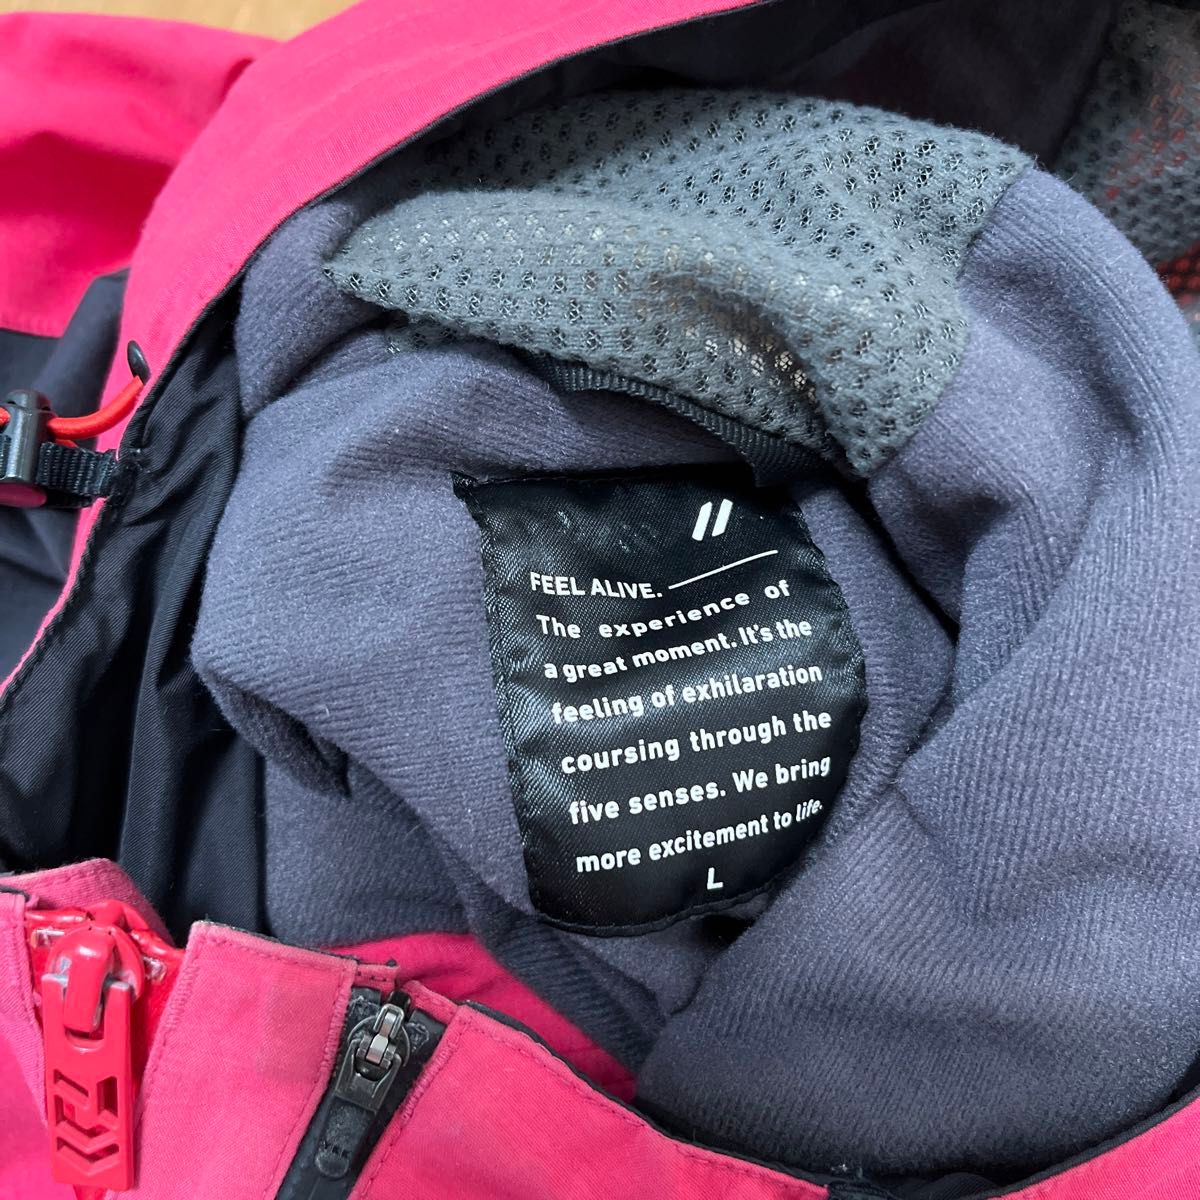 FEEL ALIVE.
The experience of
a great moment. It's the
feeling of exhilaration
coursing through the
five senses. We bring
more excitement to life.
L